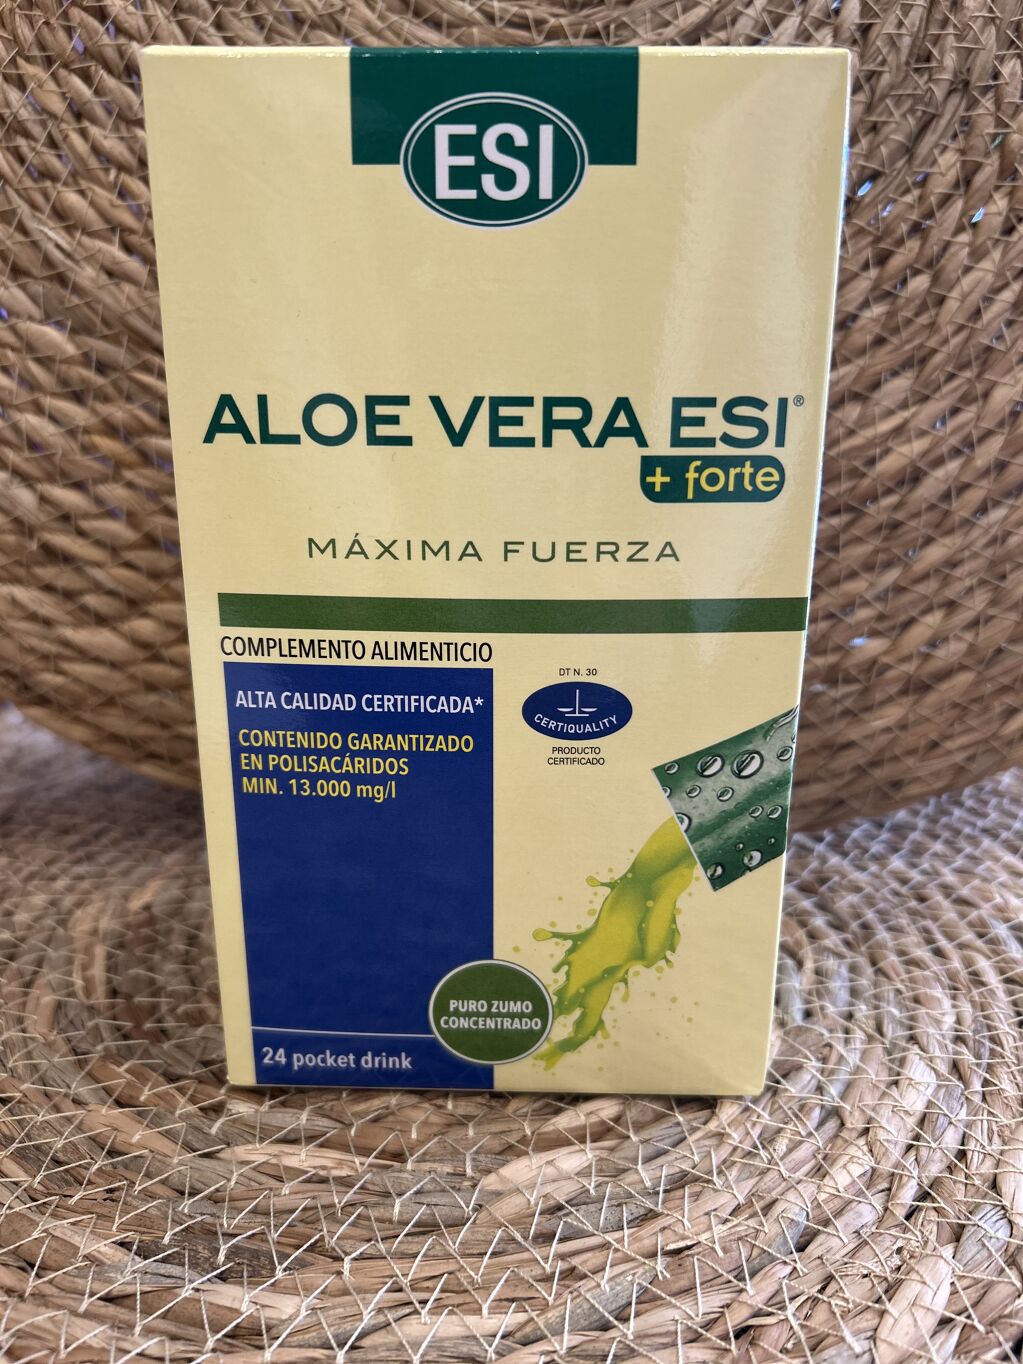 ESI
ALOE VERA ESI®
+ forte
MÁXIMA FUERZA
COMPLEMENTO ALIMENTICIO
ALTA CALIDAD CERTIFICADA*
CONTENIDO GARANTIZADO
EN POLISACÁRIDOS
MIN. 13.000 mg/l
DT N. 30
CERTIQUALITY
PRODUCTO
CERTIFICADO
PURO ZUMO
CONCENTRADO
24 pocket drink